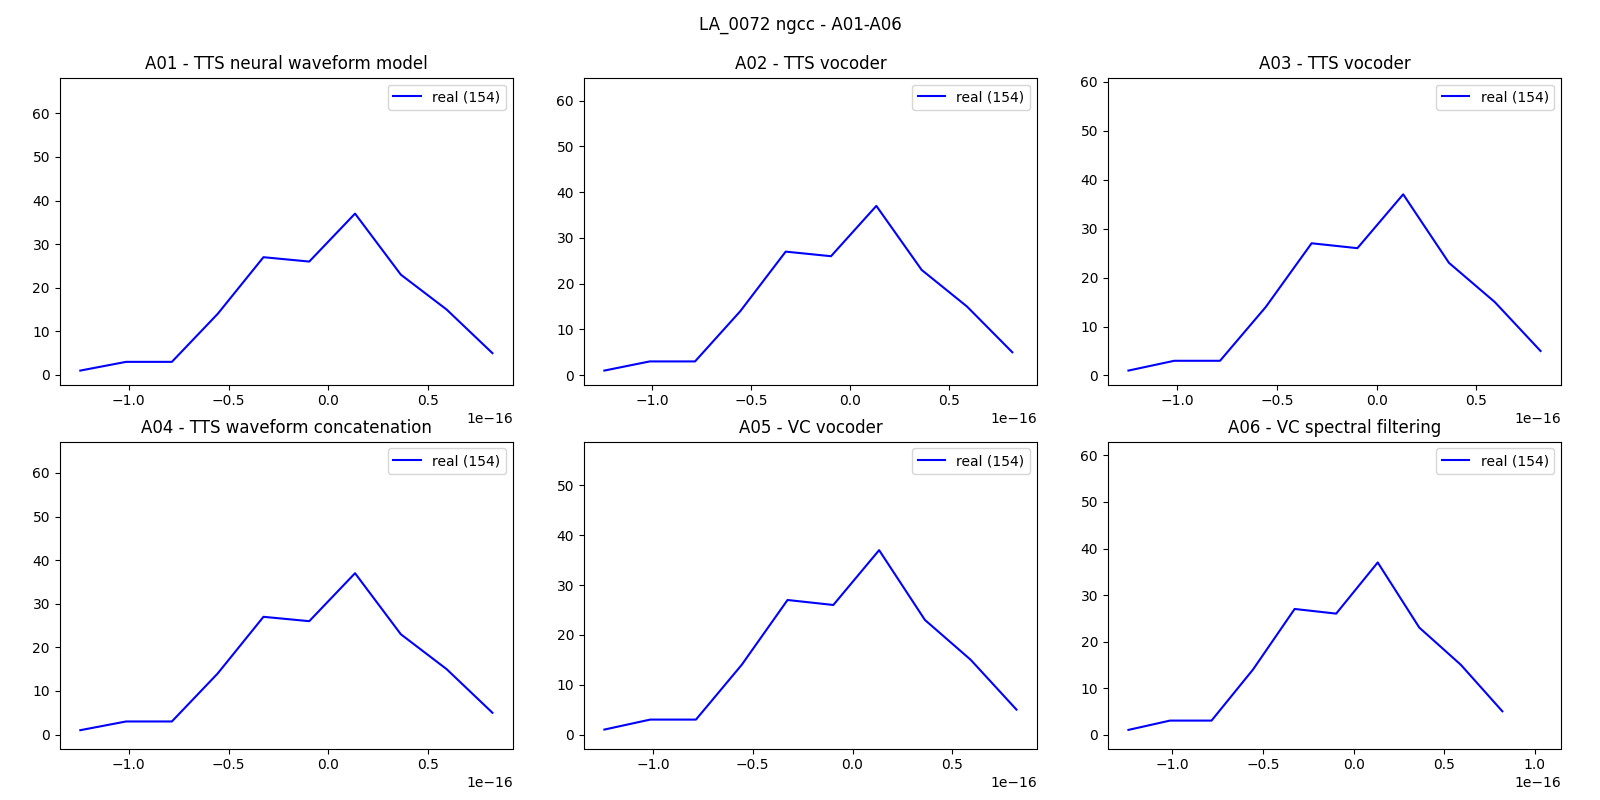 LA_0072 ngcc - A01-A06
A01 - TTS neural waveform model
real (154)
60
50
40
30
20
10
0
−1.0 −0.5 0.0 0.5
1e−16
A02 - TTS vocoder
real (154)
60
50
40
30
20
10
0
−1.0 −0.5 0.0 0.5
1e−16
A03 - TTS vocoder
real (154)
60
50
40
30
20
10
0
−1.0 −0.5 0.0 0.5
1e−16
A04 - TTS waveform concatenation
real (154)
60
50
40
30
20
10
0
−1.0 −0.5 0.0 0.5
1e−16
A05 - VC vocoder
real (154)
50
40
30
20
10
0
−1.0 −0.5 0.0 0.5
1e−16
A06 - VC spectral filtering
real (154)
60
50
40
30
20
10
0
−1.0 −0.5 0.0 0.5 1.0
1e−16